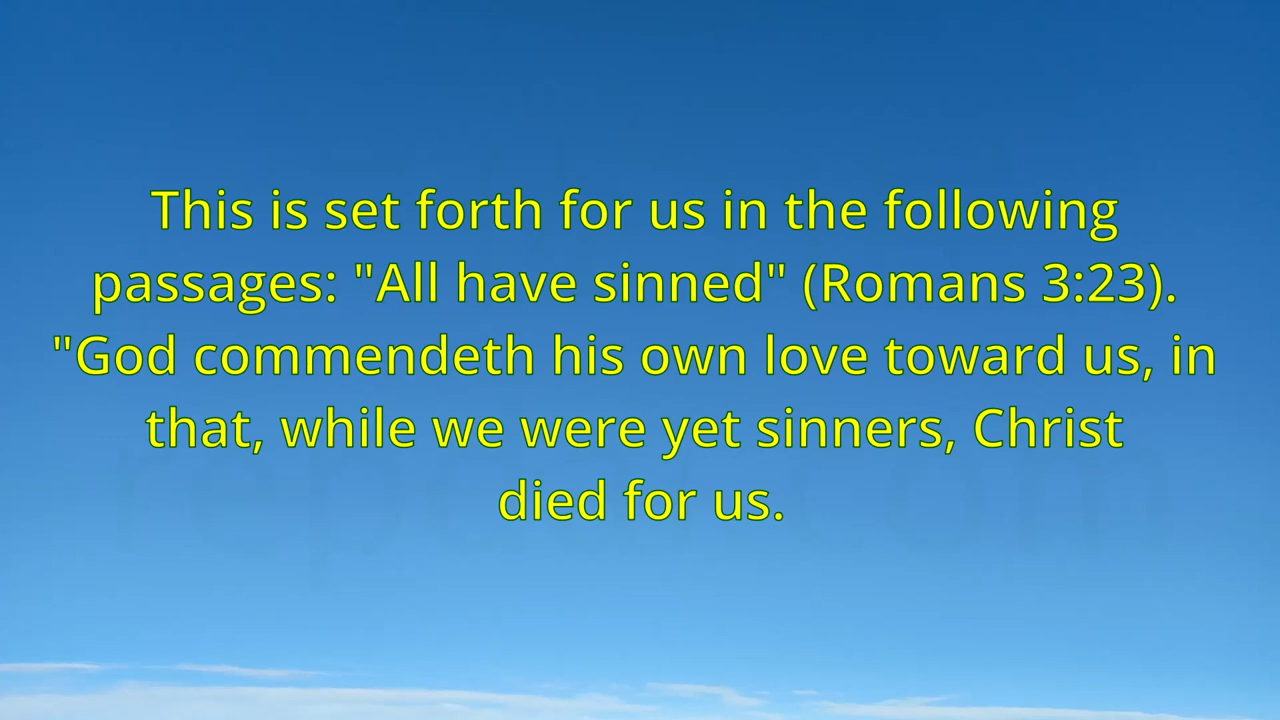 This is set forth for us in the following
passages: "All have sinned" (Romans 3:23).
"God commendeth his own love toward us, in
that, while we were yet sinners, Christ
died for us.